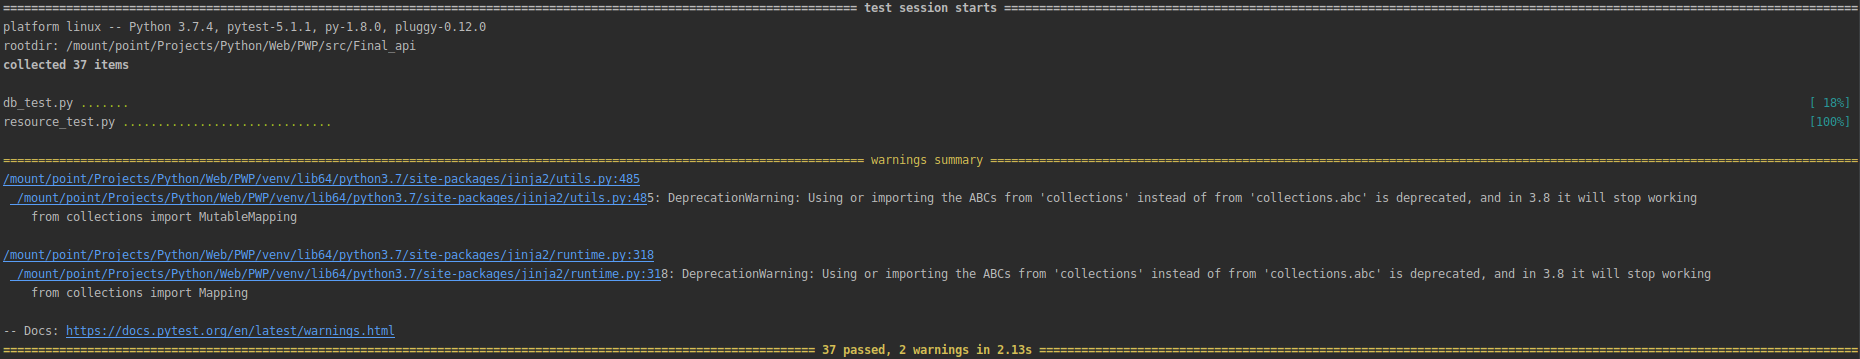 ============================ test session starts ============================
platform linux -- Python 3.7.4, pytest-5.1.1, py-1.8.0, pluggy-0.12.0
rootdir: /mount/point/Projects/Python/Web/PWP/src/Final_api
collected 37 items
db_test.py ....... [ 18%]
resource_test.py .............................. [100%]
============================ warnings summary ============================
/mount/point/Projects/Python/Web/PWP/venv/lib64/python3.7/site-packages/jinja2/utils.py:485
/mount/point/Projects/Python/Web/PWP/venv/lib64/python3.7/site-packages/jinja2/utils.py:485: DeprecationWarning: Using or importing the ABCs from 'collections' instead of from 'collections.abc' is deprecated, and in 3.8 it will stop working
from collections import MutableMapping
/mount/point/Projects/Python/Web/PWP/venv/lib64/python3.7/site-packages/jinja2/runtime.py:318
/mount/point/Projects/Python/Web/PWP/venv/lib64/python3.7/site-packages/jinja2/runtime.py:318: DeprecationWarning: Using or importing the ABCs from 'collections' instead of from 'collections.abc' is deprecated, and in 3.8 it will stop working
from collections import Mapping
-- Docs: https://docs.pytest.org/en/latest/warnings.html
============================ 37 passed, 2 warnings in 2.13s ============================